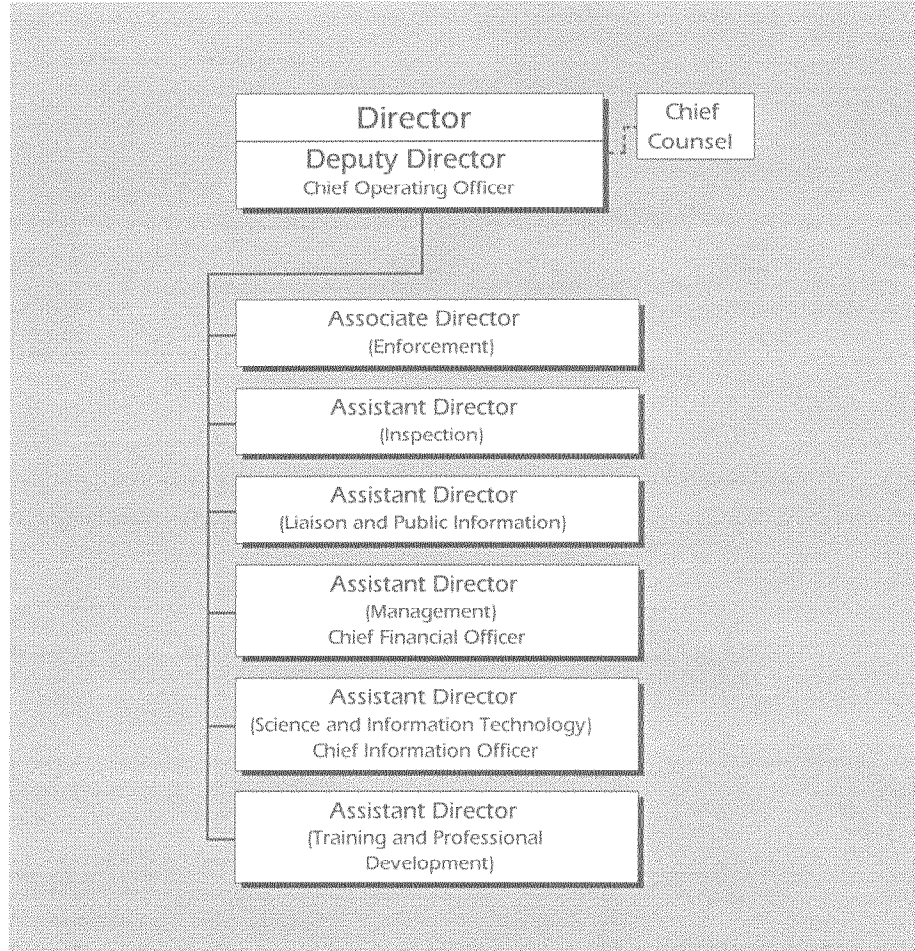 Director
Deputy Director
Chief Operating Officer
Chief
Counsel
Associate Director
(Enforcement)
Assistant Director
(Inspection)
Assistant Director
(Liaison and Public Information)
Assistant Director
(Management)
Chief Financial Officer
Assistant Director
(Science and Information Technology)
Chief Information Officer
Assistant Director
(Training and Professional
Development)